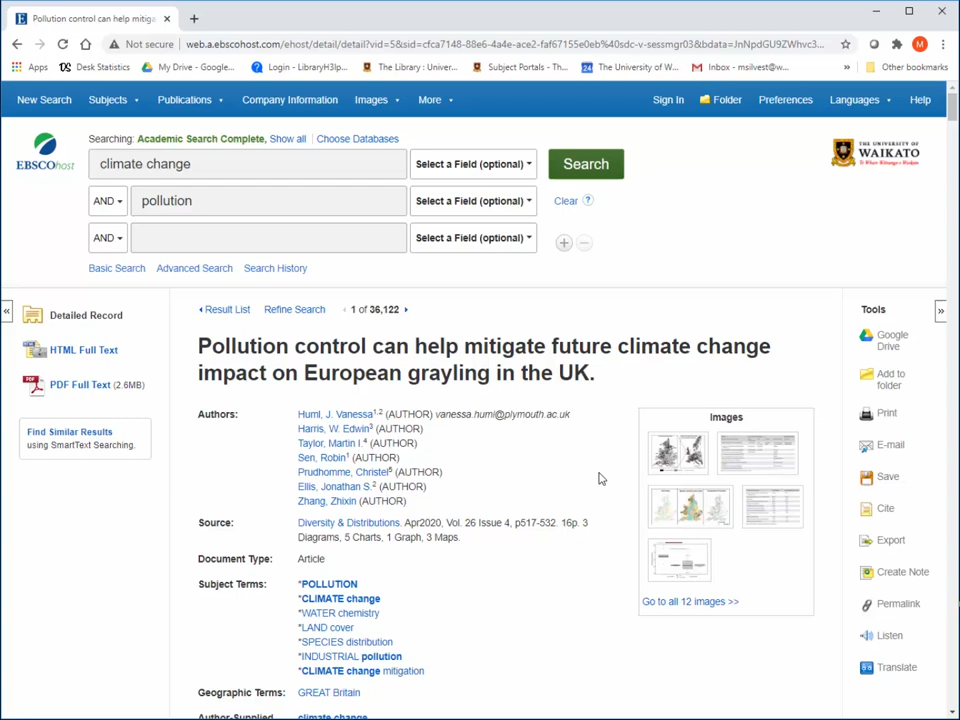 Pollution control can help mitiga
Not secure
web.a.ebscohost.com/ehost/detail/detail?vid=5&sid=cfca7148-88e6-4a4e-ace2-faf67155e0eb%40sdc-v-sessmgr03&bdata=JnNpdGU9ZWhvc3...
M
Apps
Desk Statistics
My Drive - Google...
Login - LibraryH3lp...
The Library : Univer...
Subject Portals - Th...
The University of W...
Inbox - msilvest@w...
»
Other bookmarks
New Search
Subjects
Publications
Company Information
Images
More
Sign In
Folder
Preferences
Languages
Help
EBSCOhost
Searching: Academic Search Complete, Show all | Choose Databases
climate change
Select a Field (optional)
Search
THE UNIVERSITY OF
WAIKATO
AND
pollution
Select a Field (optional)
Clear ?
AND
Select a Field (optional)
Basic Search Advanced Search Search History
«
Detailed Record
HTML Full Text
PDF Full Text (2.6MB)
Find Similar Results
using SmartText Searching.
Result List Refine Search 1 of 36,122
Pollution control can help mitigate future climate change
impact on European grayling in the UK.
Authors:
Huml, J. Vanessa1,2 (AUTHOR) vanessa.huml@plymouth.ac.uk
Harris, W. Edwin3 (AUTHOR)
Taylor, Martin I.4 (AUTHOR)
Sen, Robin1 (AUTHOR)
Prudhomme, Christel5 (AUTHOR)
Ellis, Jonathan S.2 (AUTHOR)
Zhang, Zhixin (AUTHOR)
Source:
Diversity & Distributions. Apr2020, Vol. 26 Issue 4, p517-532. 16p. 3
Diagrams, 5 Charts, 1 Graph, 3 Maps.
Document Type:
Article
Subject Terms:
*POLLUTION
*CLIMATE change
*WATER chemistry
*LAND cover
*SPECIES distribution
*INDUSTRIAL pollution
*CLIMATE change mitigation
Geographic Terms:
GREAT Britain
Author-Supplied
climate change
Images
Go to all 12 images >>
Tools
»
Google
Drive
Add to
folder
Print
E-mail
Save
Cite
Export
Create Note
Permalink
Listen
Translate